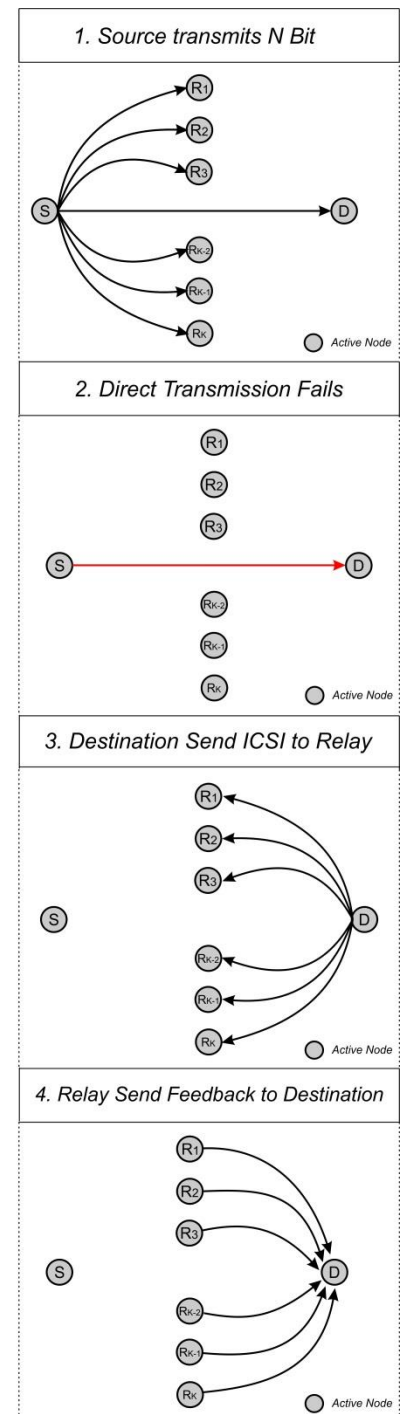 1. Source transmits N Bit
R1
R2
R3
S
D
RK-2
RK-1
RK
Active Node
2. Direct Transmission Fails
R1
R2
R3
S
D
RK-2
RK-1
RK
Active Node
3. Destination Send ICSI to Relay
R1
R2
R3
S
D
RK-2
RK-1
RK
Active Node
4. Relay Send Feedback to Destination
R1
R2
R3
S
D
RK-2
RK-1
RK
Active Node